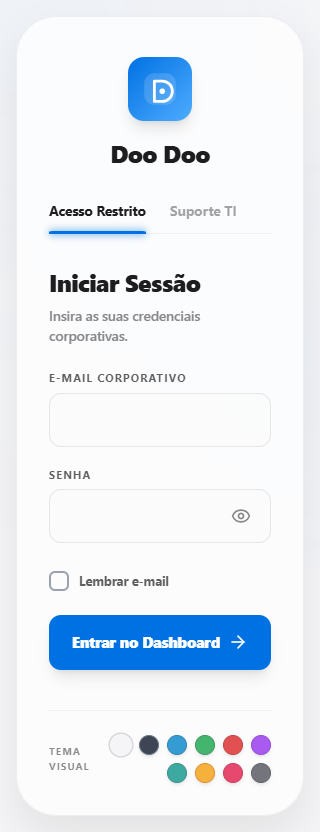 D
Doo Doo
Acesso Restrito Suporte TI
Iniciar Sessão
Insira as suas credenciais
corporativas.
E-MAIL CORPORATIVO
SENHA
Lembrar e-mail
Entrar no Dashboard
TEMA
VISUAL